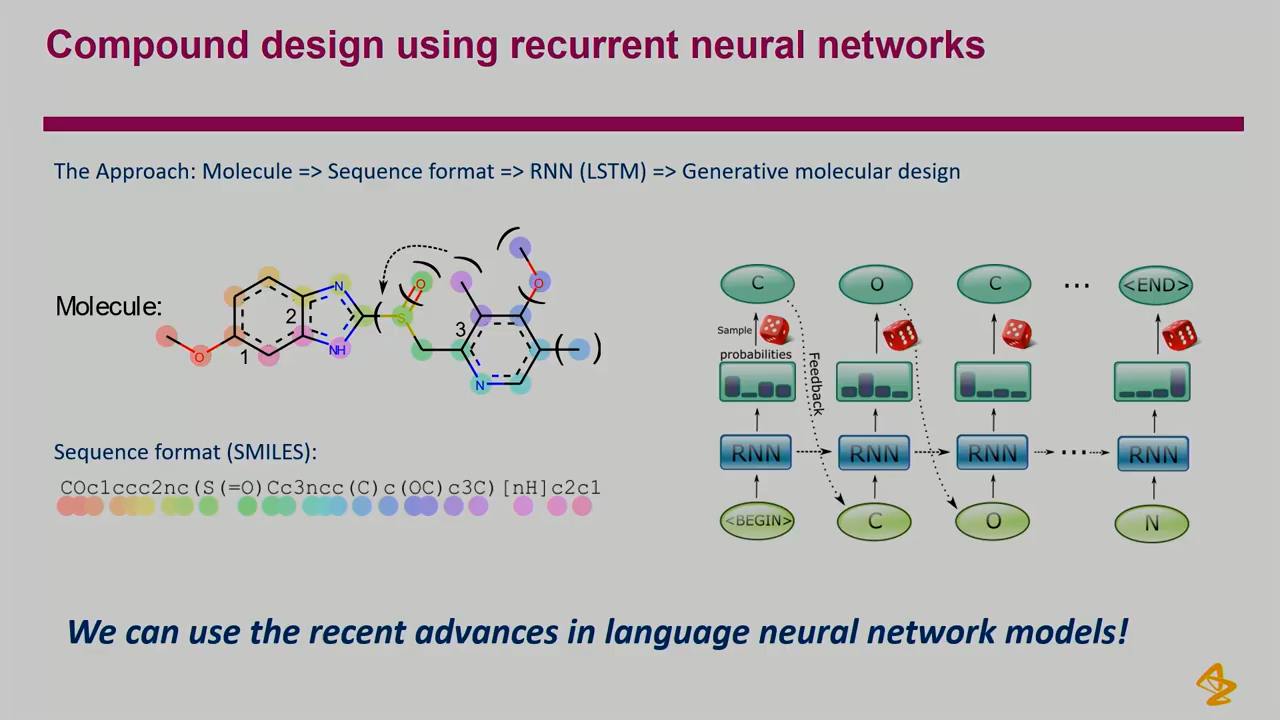 Compound design using recurrent neural networks
The Approach: Molecule => Sequence format => RNN (LSTM) => Generative molecular design
Molecule:
O
1
2
N
NH
(
S
(
O
)
3
N
)
(
O
(
)
Sequence format (SMILES):
COc1ccc2nc(S(=O)Cc3ncc(C)c(OC)c3C)[nH]c2c1
C
O
C
...
<END>
Sample
probabilities
Feedback
RNN
RNN
RNN
...
RNN
<BEGIN>
C
O
N
We can use the recent advances in language neural network models!